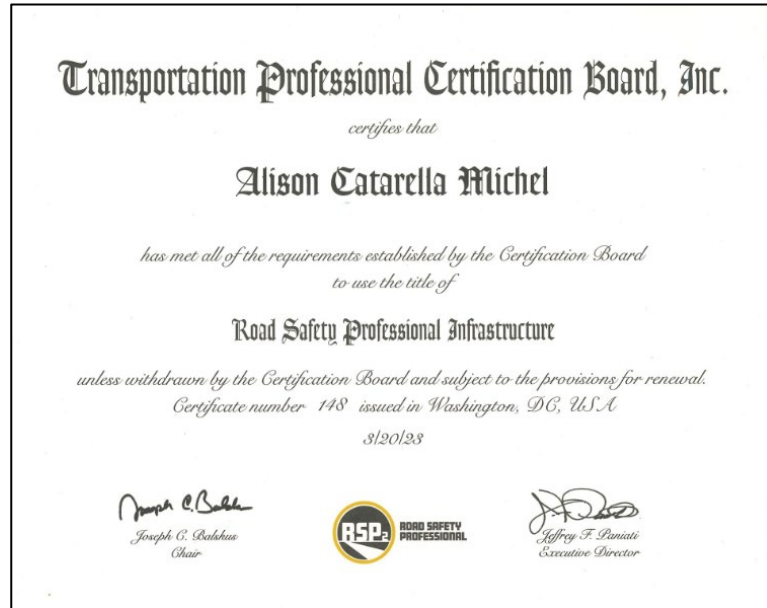 Transportation Professional Certification Board, Inc.
certifies that
Alison Catarella Michel
has met all of the requirements established by the Certification Board
to use the title of
Road Safety Professional Infrastructure
unless withdrawn by the Certification Board and subject to the provisions for renewal.
Certificate number 148 issued in Washington, DC, USA
3/20/23
Joseph C. Balskus
Joseph C. Balskus
Chair
RSP2
ROAD SAFETY
PROFESSIONAL
Jeffrey F. Paniati
Executive Director